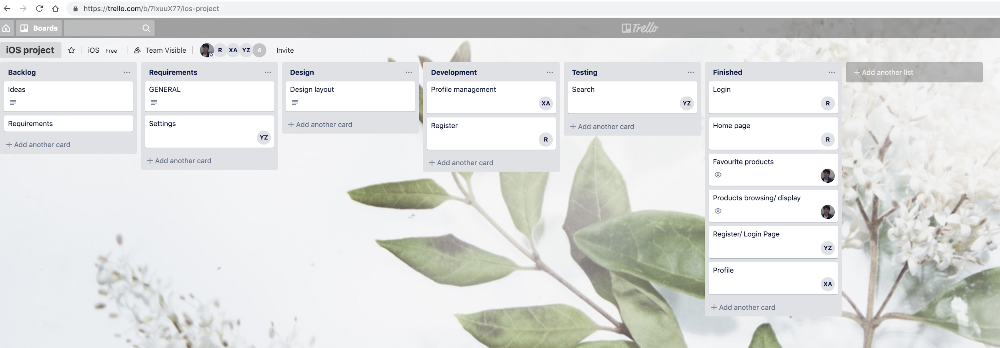 https://trello.com/b/7IxuuX77/ios-project
Boards
Trello
iOS project
iOS Free
Team Visible
R XA YZ 4
Invite
Backlog
Ideas
Requirements
+ Add another card
Requirements
GENERAL
Settings
YZ
+ Add another card
Design
Design layout
+ Add another card
Development
Profile management
XA
Register
R
+ Add another card
Testing
Search
YZ
+ Add another card
Finished
Login
R
Home page
R
Favourite products
Products browsing/ display
Register/ Login Page
YZ
Profile
XA
+ Add another card
+ Add another list